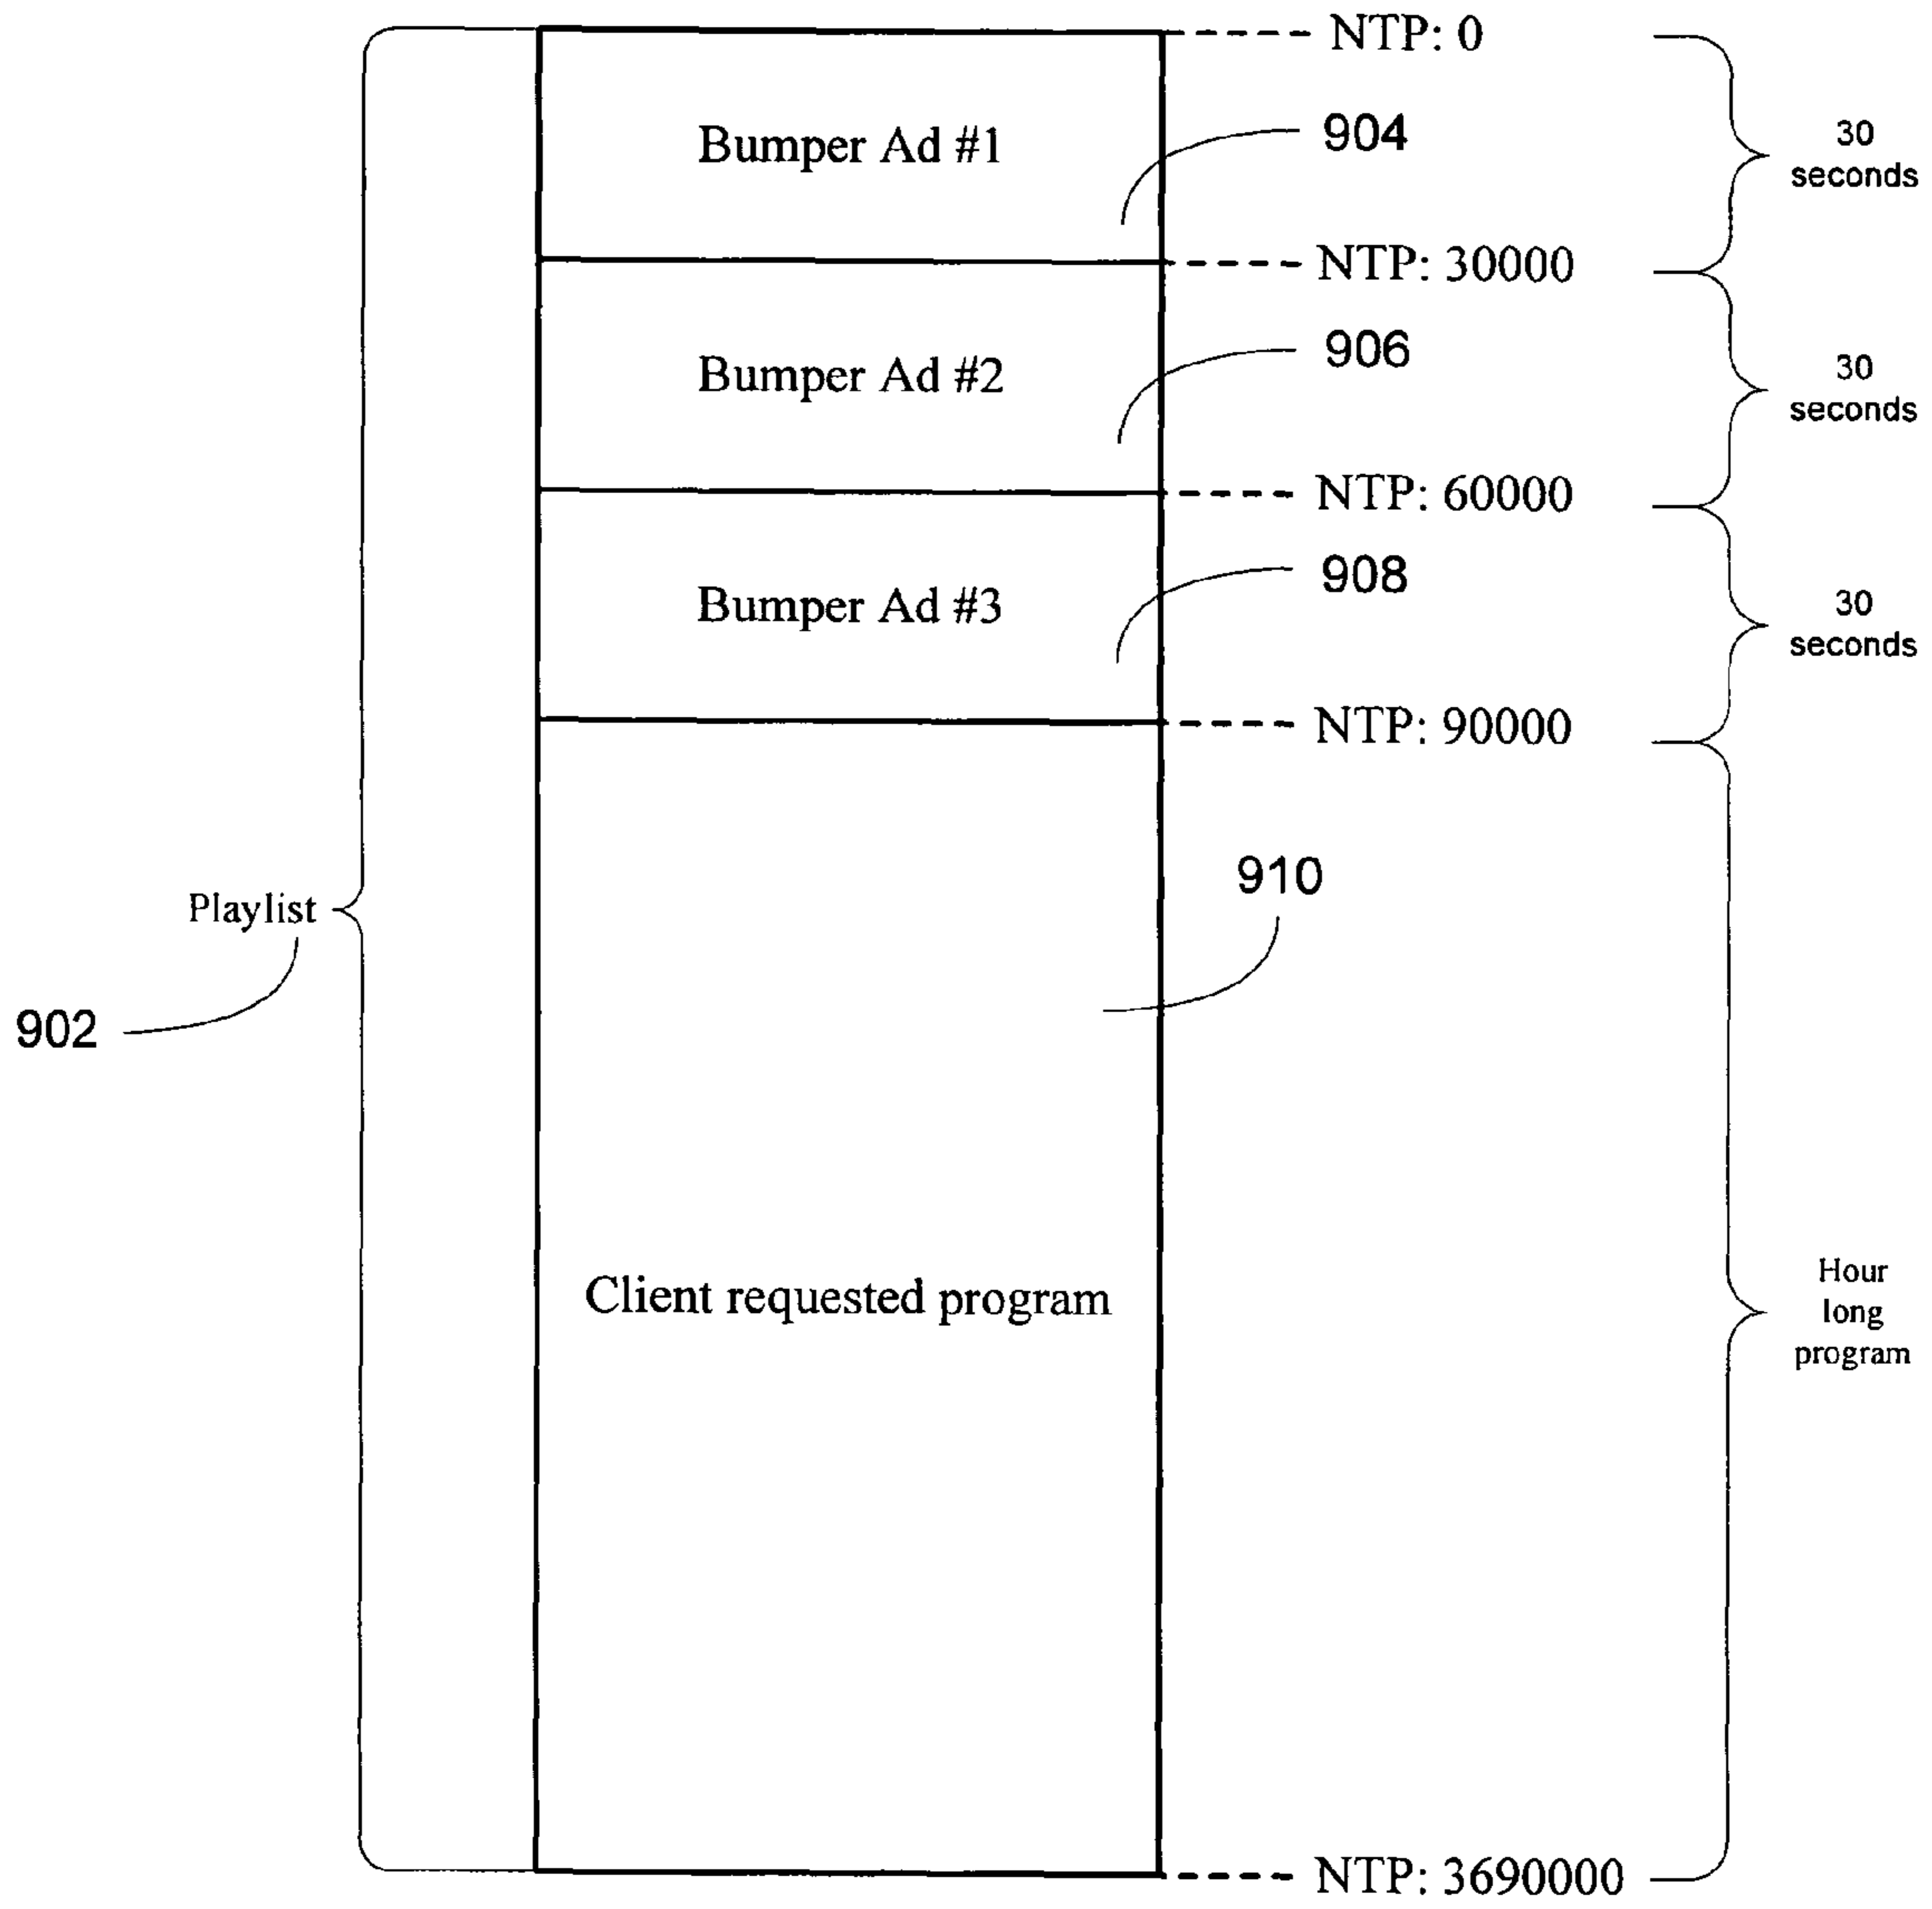 NTP: 0
Bumper Ad #1
904
30
seconds
NTP: 30000
Bumper Ad #2
906
30
seconds
NTP: 60000
Bumper Ad #3
908
30
seconds
NTP: 90000
910
Playlist
902
Client requested program
Hour
long
program
NTP: 3690000